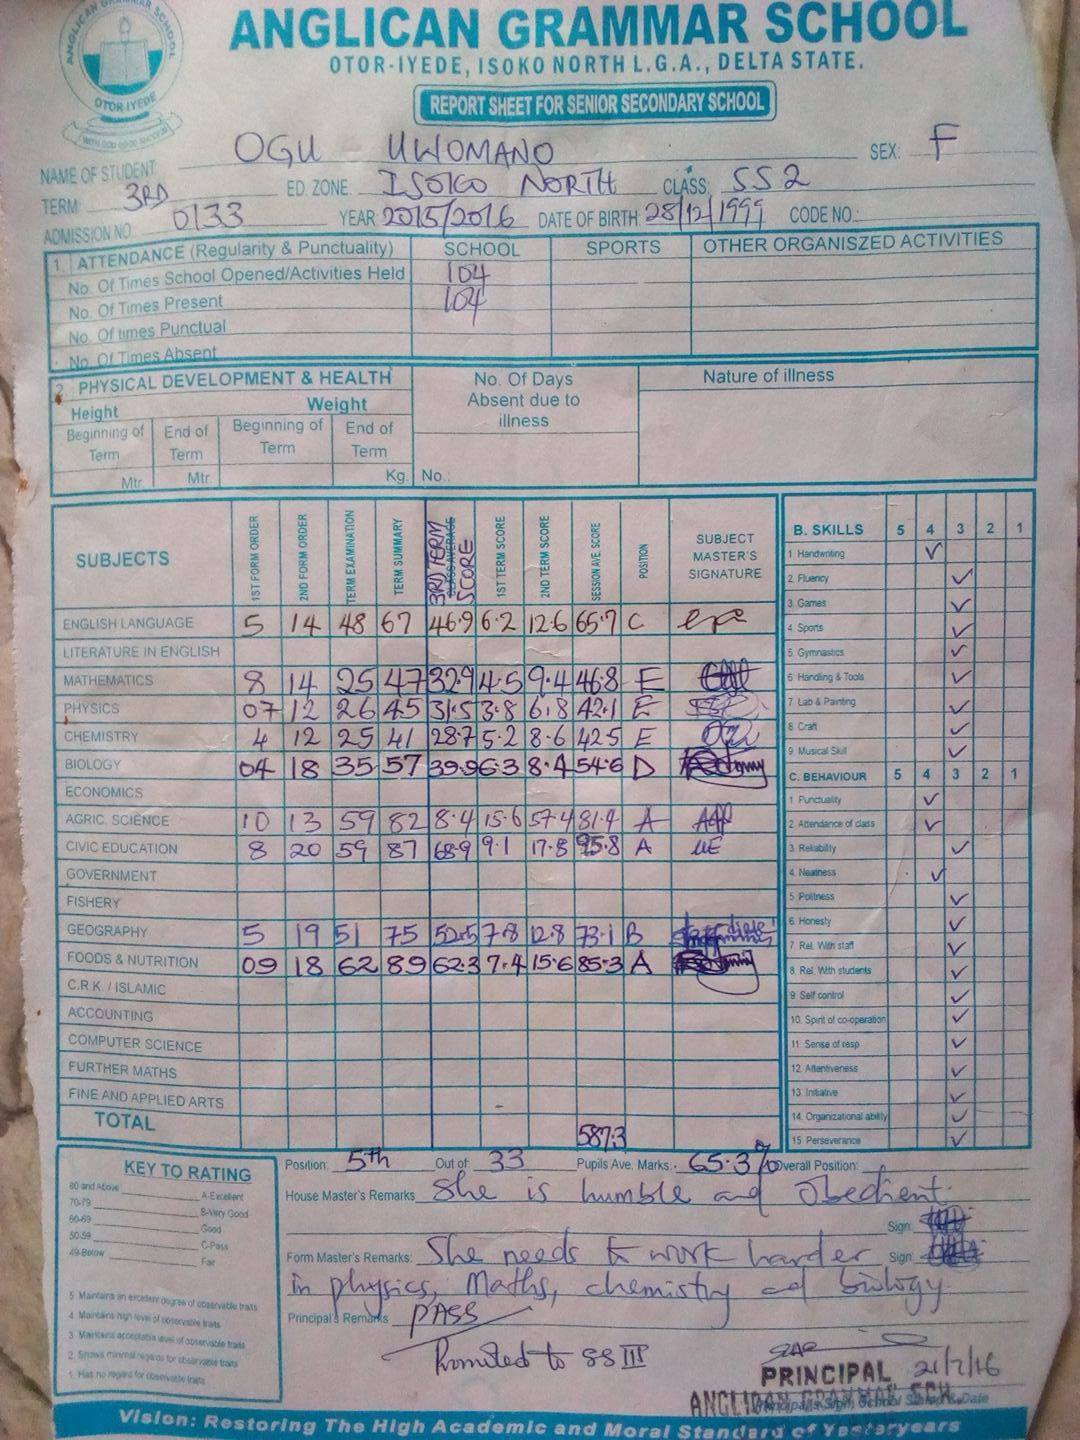 ANGLICAN GRAMMAR SCHOOL
OTOR-IYEDE
ANGLICAN GRAMMAR SCHOOL
OTOR-IYEDE, ISOKO NORTH L.G.A., DELTA STATE.
REPORT SHEET FOR SENIOR SECONDARY SCHOOL
NAME OF STUDENT: OGU UWOMANO SEX: F
TERM 3RD ED. ZONE ISOKO NORTH CLASS: SS2
ADMISSION NO. 0133 YEAR 2015/2016 DATE OF BIRTH 28/12/1999 CODE NO.:
1. ATTENDANCE (Regularity & Punctuality) SCHOOL SPORTS OTHER ORGANISZED ACTIVITIES
No. Of Times School Opened/Activities Held 104
No. Of Times Present 104
No. Of times Punctual
No. Of Times Absent
2. PHYSICAL DEVELOPMENT & HEALTH No. Of Days Absent due to illness Nature of illness
Height Weight
Beginning of Term End of Term Beginning of Term End of Term
Mtr. Mtr. Kg. No.:
SUBJECTS 1ST FORM ORDER 2ND FORM ORDER TERM EXAMINATION TERM SUMMARY 3RD TERM SCORE CLASS AVERAGE 1ST TERM SCORE 2ND TERM SCORE SESSION AVE. SCORE POSITION SUBJECT MASTER'S SIGNATURE
ENGLISH LANGUAGE 5 14 48 67 46.9 6.2 12.6 65.7 C
LITERATURE IN ENGLISH
MATHEMATICS 8 14 25 47 32.9 4.5 9.4 46.8 E
PHYSICS 07 12 26 45 31.5 3.8 6.8 42.1 E
CHEMISTRY 4 12 25 41 28.7 5.2 8.6 42.5 E
BIOLOGY 04 18 35 57 39.9 6.3 8.4 54.6 D
ECONOMICS
AGRIC. SCIENCE 10 13 59 82 8.4 15.6 57.4 81.4 A
CIVIC EDUCATION 8 20 59 87 68.9 9.1 17.8 95.8 A
GOVERNMENT
FISHERY
GEOGRAPHY 5 19 51 75 52.5 7.8 12.8 73.1 B
FOODS & NUTRITION 09 18 62 89 62.3 7.4 15.6 85.3 A
C.R.K. / ISLAMIC
ACCOUNTING
COMPUTER SCIENCE
FURTHER MATHS
FINE AND APPLIED ARTS
TOTAL 587.3
B. SKILLS 5 4 3 2 1
1 Handwriting ✓
2. Fluency ✓
3. Games ✓
4. Sports ✓
5. Gymnastics ✓
6 Handling & Tools ✓
7. Lab & Painting ✓
8 Craft ✓
9. Musical Skill ✓
C. BEHAVIOUR 5 4 3 2 1
1 Punctuality ✓
2. Attendance of class ✓
3. Reliability ✓
4. Neatness ✓
5 Politness ✓
6. Honesty ✓
7 Rel. With staff ✓
8. Rel. With students ✓
9 Self control ✓
10. Spirit of co-operation ✓
11. Sense of resp ✓
12. Attentiveness ✓
13. Initiative ✓
14. Organizational ability ✓
15 Perseverance ✓
KEY TO RATING
80 and Above A-Excellent
70-79 B-Very Good
60-69 Good
50-59 C-Pass
49-Below Fair
5 Maintains an excellent degree of observable traits
4 Maintains high level of observable traits
3 Maintains acceptable level of observable traits
2. Shows minimal regards for observable traits
1. Has no regard for observable traits
Position: 5th Out of 33 Pupils Ave. Marks.: 65.3% Overall Position:
House Master's Remarks She is humble and obedient.
Sign:
Form Master's Remarks: She needs to work harder Sign:
in physics, Maths, chemistry and biology.
Principal's Remarks PASS
Promoted to SS III
PRINCIPAL 21/7/16
ANGLICAN GRAMMAR SCH
Principal's Sign, School Stamp & Date
Vision: Restoring The High Academic and Moral Standard of Yesteryears